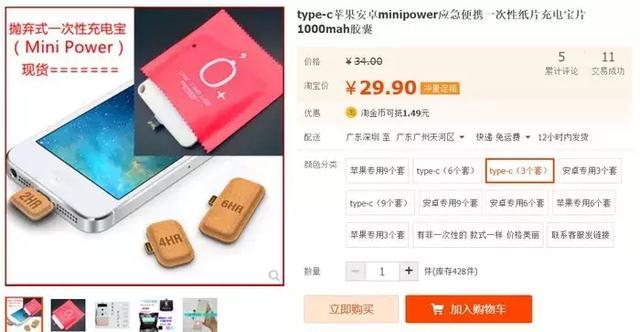 抛弃式一次性充电宝
（Mini Power）
现货=======
2HR
4HR
6HR
type-c苹果安卓minipower应急便携一次性纸片充电宝片
1000mah胶囊
价格 ¥34.00
5 累计评论
11 交易成功
淘宝价 ¥29.90 冲量促销
优惠 淘金币可抵1.49元
配送 广东深圳 至 广东广州天河区 快递 免运费 12小时内发货
颜色分类
苹果专用9个套 type-c（6个套） type-c（3个套） 安卓专用3个套
type-c（9个套） 安卓专用9个套 安卓专用6个套 苹果专用6个套
苹果专用3个套 有非一次性的 款式一样 价格美丽 联系客服发链接
数量 - 1 + 件(库存428件)
立即购买 加入购物车